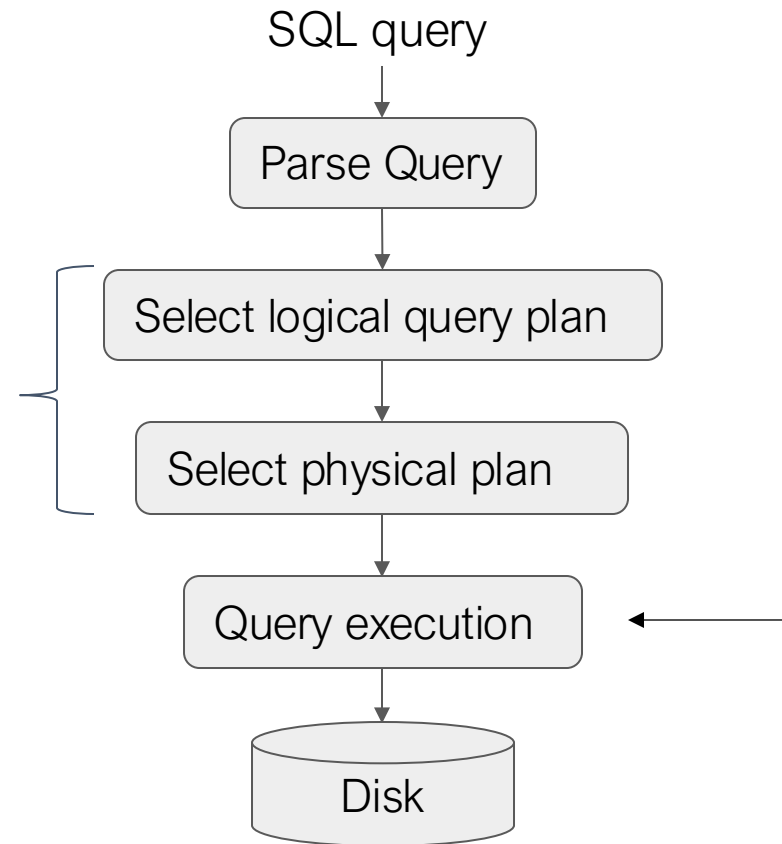 SQL query
Parse Query
Select logical query plan
Select physical plan
Query execution
Disk